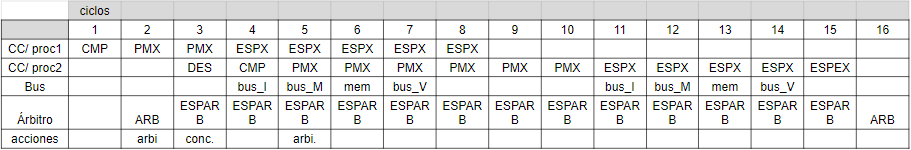 ciclos
1 2 3 4 5 6 7 8 9 10 11 12 13 14 15 16
CC/ proc1 CMP PMX PMX ESPX ESPX ESPX ESPX ESPX
CC/ proc2 DES CMP PMX PMX PMX PMX PMX PMX ESPX ESPX ESPX ESPX ESPEX
Bus bus_I bus_M mem bus_V bus_I bus_M mem bus_V
Árbitro ARB ESPARB ESPARB ESPARB ESPARB ESPARB ESPARB ESPARB ESPARB ESPARB ESPARB ESPARB ESPARB ESPARB ARB
acciones arbi conc. arbi.